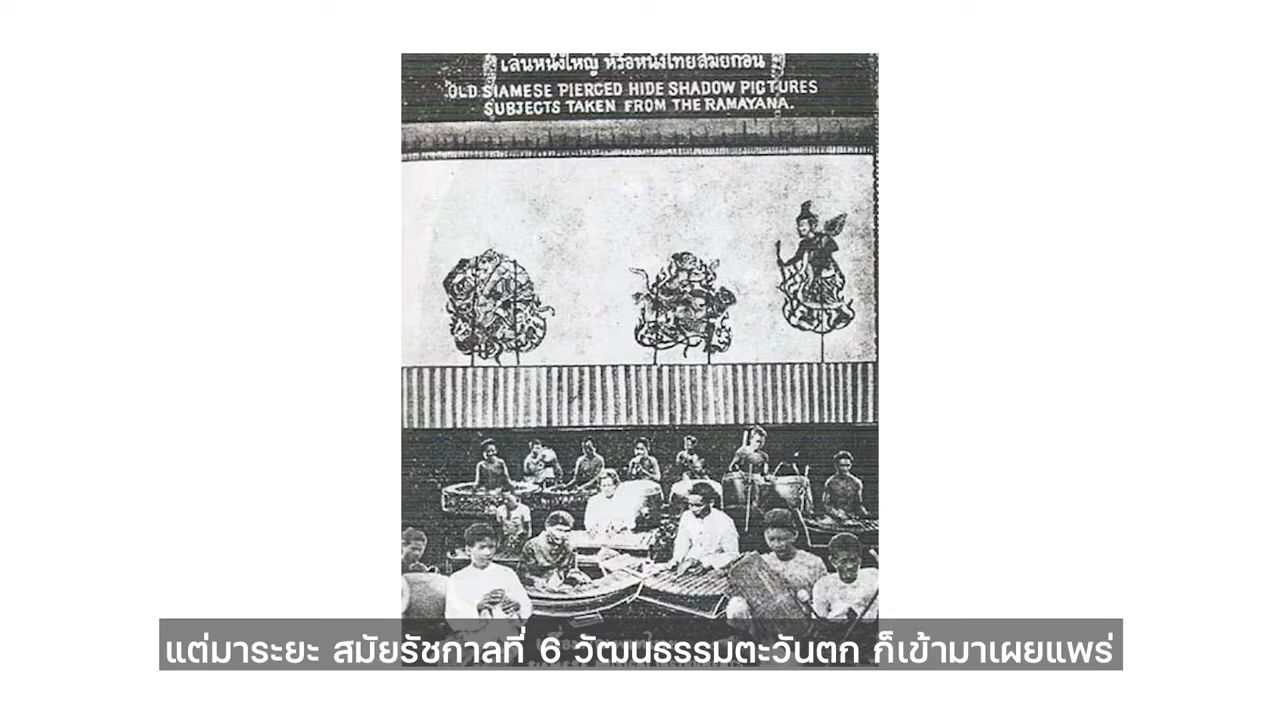 เล่นหนังใหญ่ หรือหนังไทยสมัยก่อน
OLD SIAMESE PIERCED HIDE SHADOW PICTURES
SUBJECTS TAKEN FROM THE RAMAYANA.
แต่มาระยะ สมัยรัชกาลที่ 6 วัฒนธรรมตะวันตก ก็เข้ามาเผยแพร่